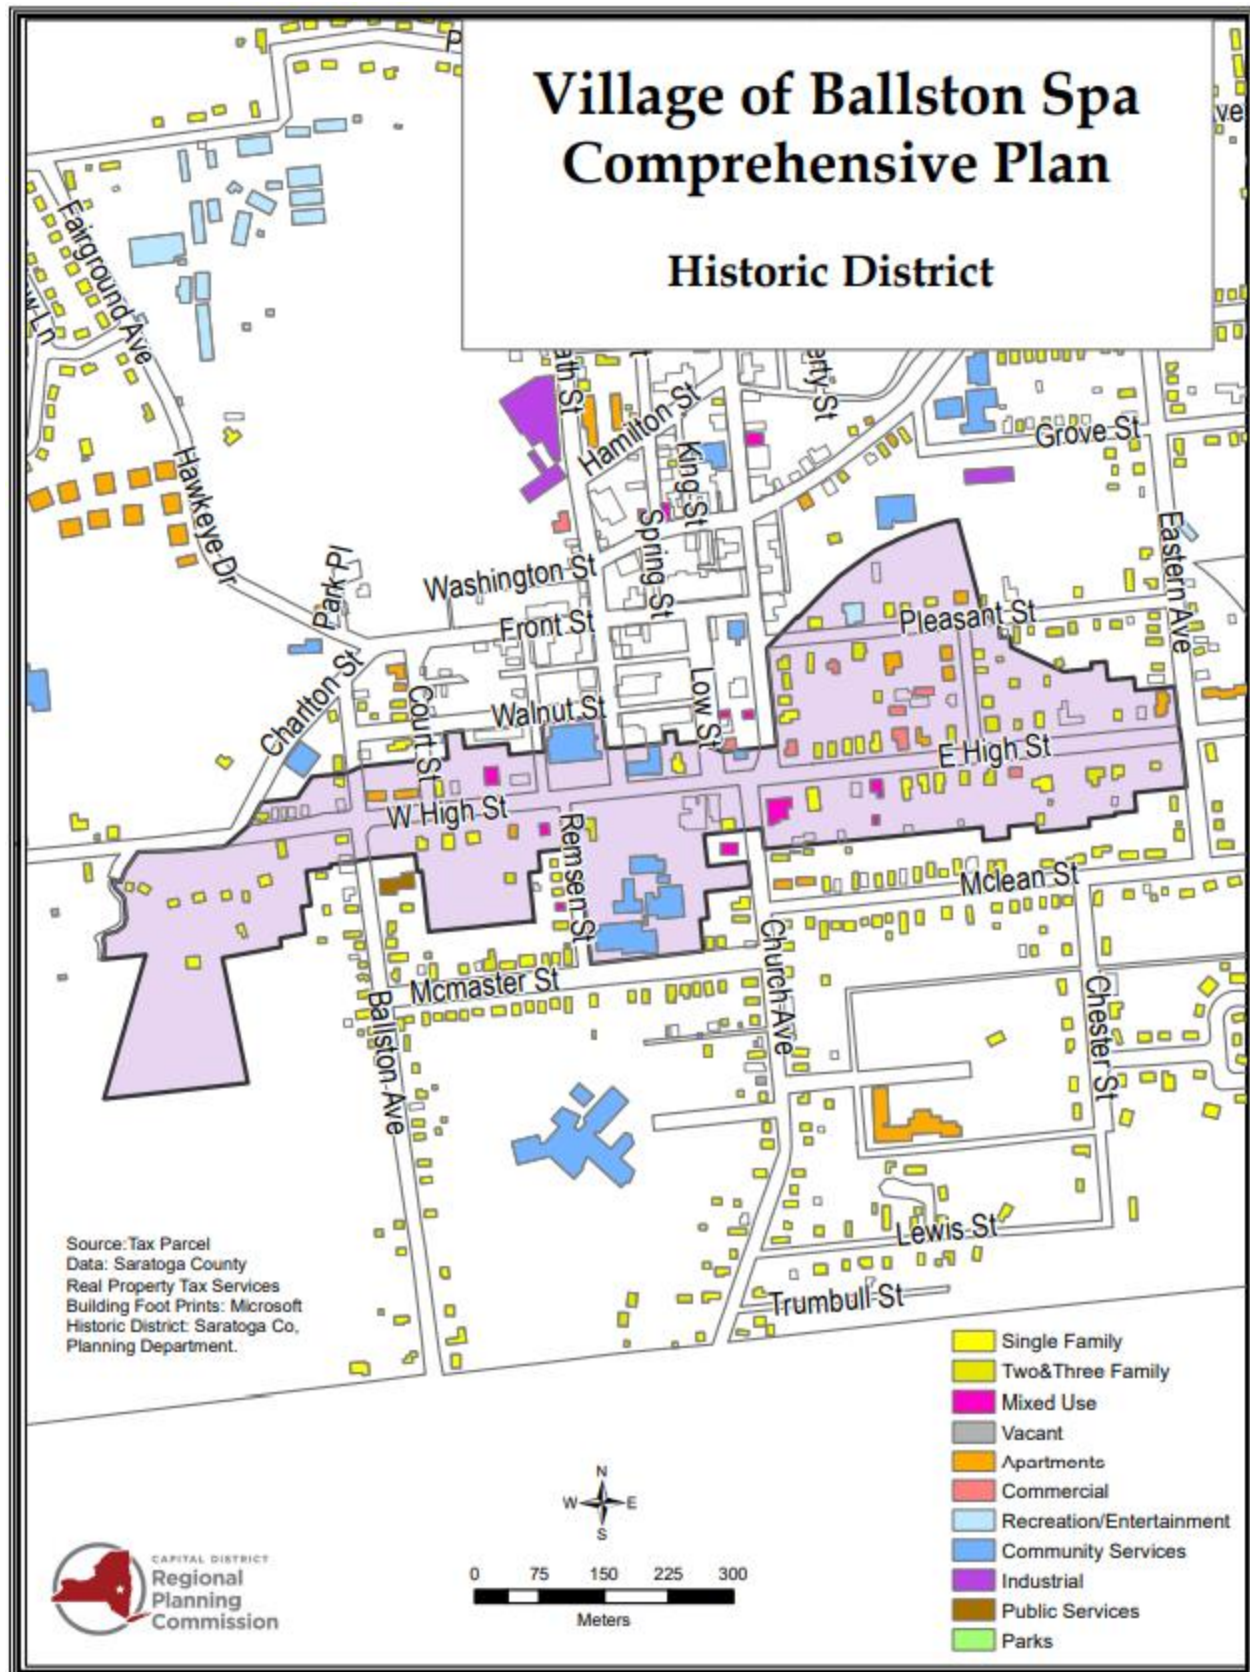 Village of Ballston Spa
Comprehensive Plan
Historic District
Fairground Ave
Hawkeye Dr
Park Pl
Charlton St
Washington St
Front St
Hamilton St
King St
Spring St
Grove St
Eastern Ave
Pleasant St
Court St
Walnut St
Low St
E High St
W High St
Remsen St
Mclean St
Mcmaster St
Church Ave
Ballston Ave
Chester St
Lewis St
Trumbull St
Source:Tax Parcel
Data: Saratoga County
Real Property Tax Services
Building Foot Prints: Microsoft
Historic District: Saratoga Co,
Planning Department.
Single Family
Two&Three Family
Mixed Use
Vacant
Apartments
Commercial
Recreation/Entertainment
Community Services
Industrial
Public Services
Parks
N
W E
S
0 75 150 225 300
Meters
CAPITAL DISTRICT
Regional
Planning
Commission